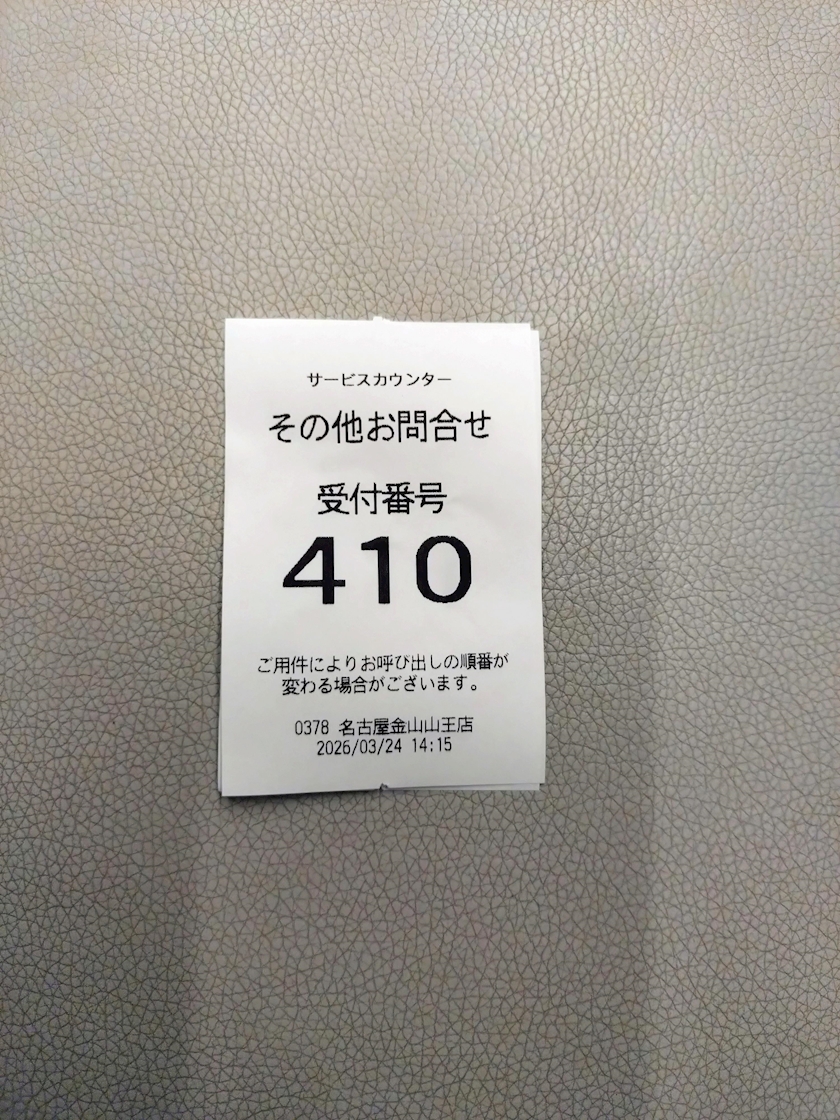 サービスカウンター
その他お問合せ
受付番号
410
ご用件によりお呼び出しの順番が
変わる場合がございます。
0378 名古屋金山山王店
2026/03/24 14:15